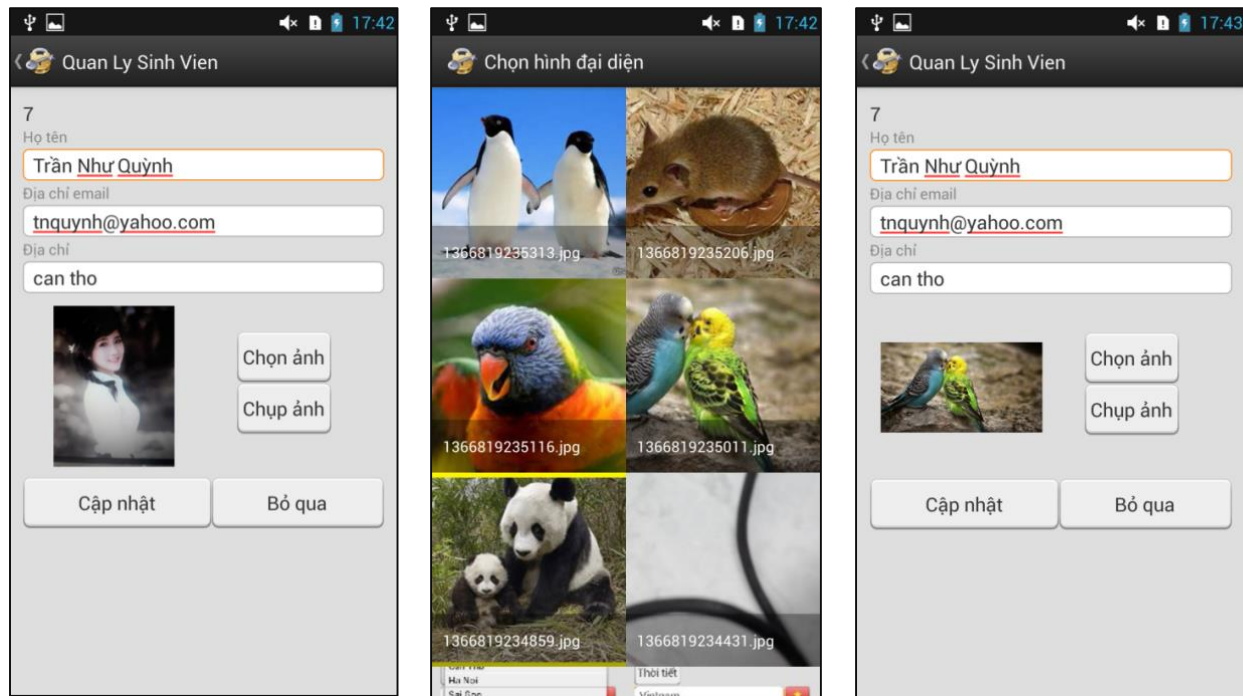 17:42
Quan Ly Sinh Vien
7
Họ tên
Trần Như Quỳnh
Địa chỉ email
tnquynh@yahoo.com
Địa chỉ
can tho
Chọn ảnh
Chụp ảnh
Cập nhật Bỏ qua
17:42
Chọn hình đại diện
1366819235313.jpg 1366819235206.jpg
1366819235116.jpg 1366819235011.jpg
1366819234859.jpg 1366819234431.jpg
Thời tiết
Ha Noi
Sai Gon Vietnam
17:43
Quan Ly Sinh Vien
7
Họ tên
Trần Như Quỳnh
Địa chỉ email
tnquynh@yahoo.com
Địa chỉ
can tho
Chọn ảnh
Chụp ảnh
Cập nhật Bỏ qua